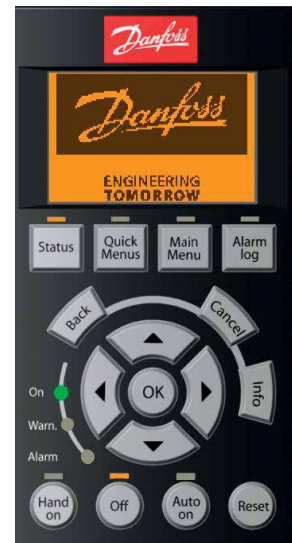 Danfoss
Danfoss
ENGINEERING
TOMORROW
Status
Quick
Menus
Main
Menu
Alarm
log
Back
Cancel
Info
OK
On
Warn.
Alarm
Hand
on
Off
Auto
on
Reset